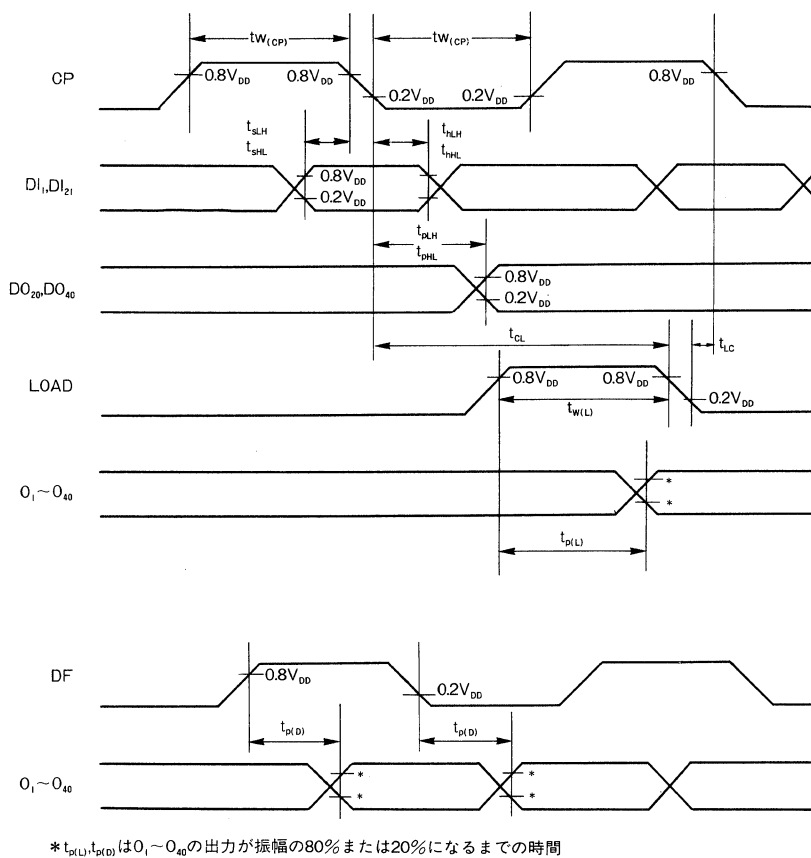 tw(CP) tw(CP)
CP 0.8VDD 0.8VDD 0.2VDD 0.2VDD 0.8VDD
tsLH thLH
tsHL thHL
DI1,DI21 0.8VDD
0.2VDD
tpLH
tpHL
DO20,DO40 0.8VDD
0.2VDD
tCL tLC
LOAD 0.8VDD 0.8VDD 0.2VDD
tW(L)
O1~O40 *
*
tp(L)
DF 0.8VDD 0.2VDD
tp(D) tp(D)
O1~O40 * *
* *
*tp(L),tp(D)はO1~O40の出力が振幅の80%または20%になるまでの時間